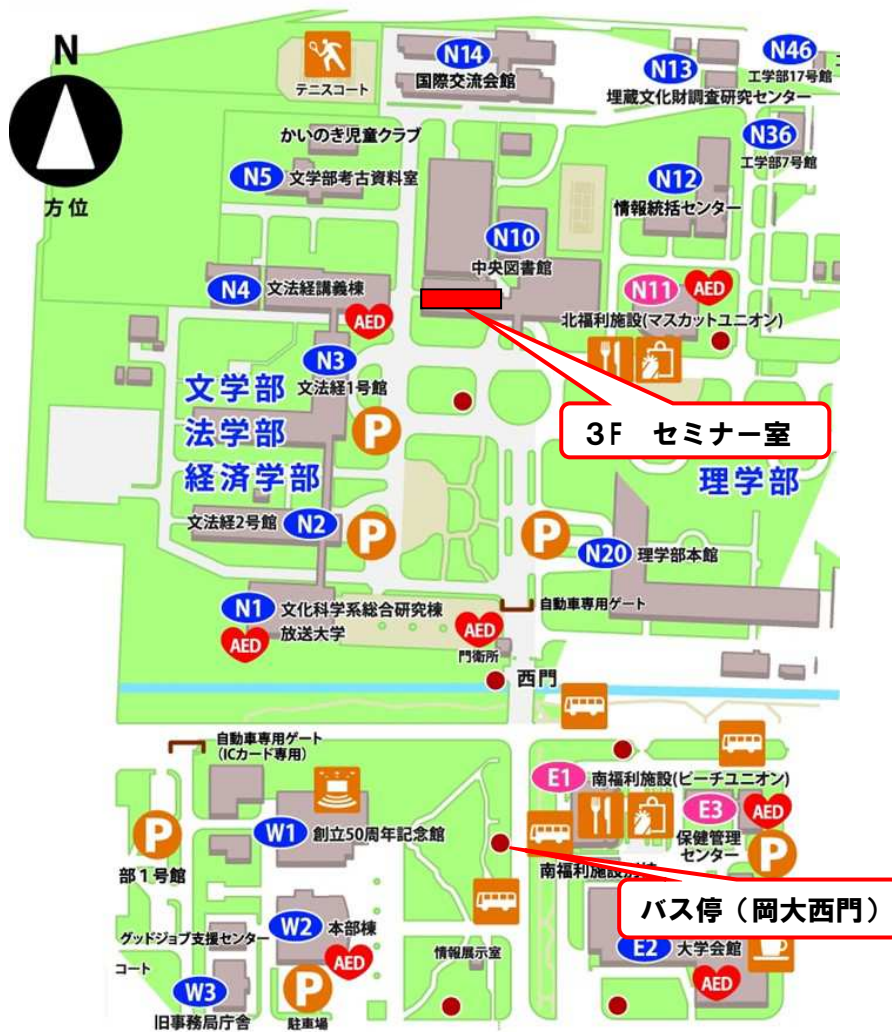 N
方位
テニスコート
N14
国際交流会館
N13
埋蔵文化財調査研究センター
N46
工学部17号館
かいのき児童クラブ
N36
工学部7号館
N5 文学部考古資料室
N12
情報統括センター
N10
中央図書館
N4 文法経講義棟
AED
N11 AED
北福利施設(マスカットユニオン)
N3
文法経1号館
文学部
法学部
経済学部
P
3F セミナー室
理学部
文法経2号館 N2
P
P
N20 理学部本館
N1 文化科学系総合研究棟
放送大学
AED
AED
門衛所
自動車専用ゲート
西門
自動車専用ゲート
(ICカード専用)
E1 南福利施設(ピーチユニオン)
E3 AED
保健管理
センター
P
P
部1号館
W1 創立50周年記念館
南福利施設別棟
バス停(岡大西門)
W2 本部棟
グッドジョブ支援センター
AED
情報展示室
E2 大学会館
AED
コート
W3
旧事務局庁舎
P
駐車場